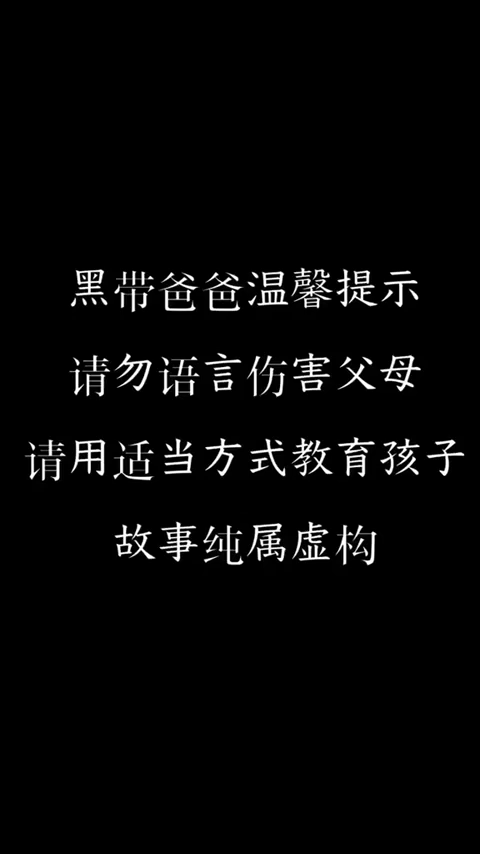 黑带爸爸温馨提示
请勿语言伤害父母
请用适当方式教育孩子
故事纯属虚构